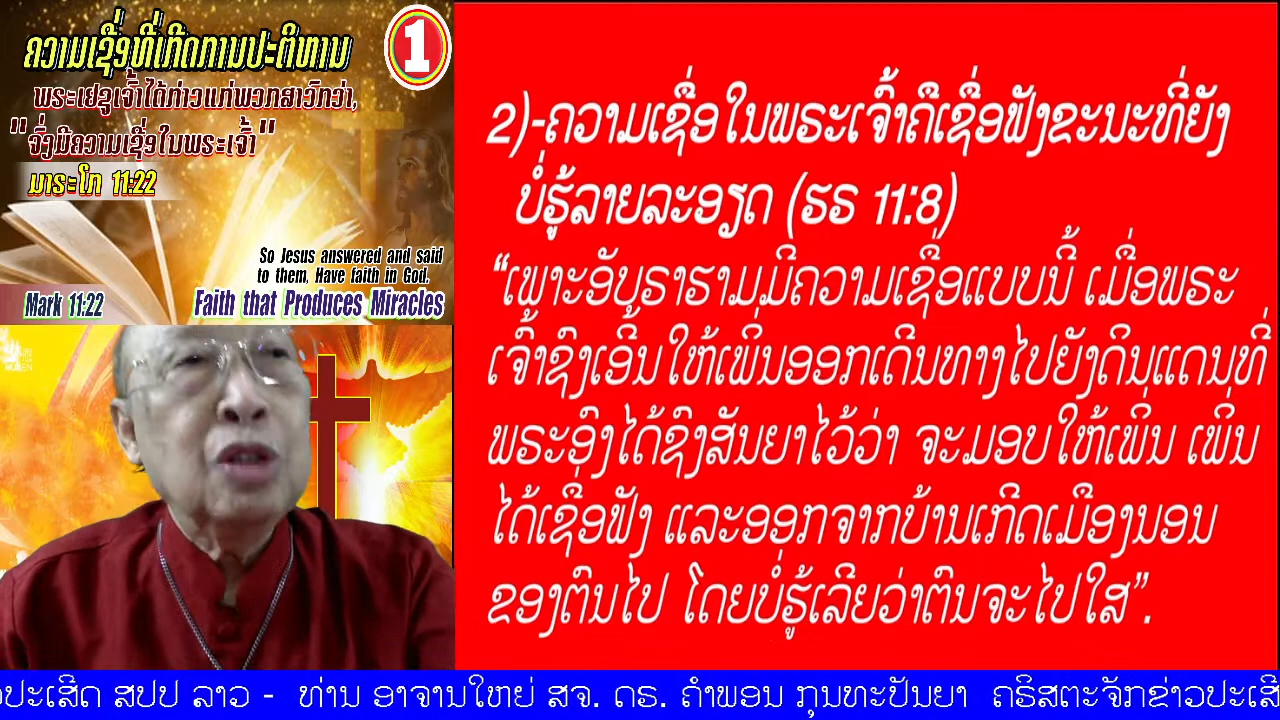 ຄວາມເຊື່ອທີ່ເກີດການປະຕິຫານ
1
ພຣະເຢຊູເຈົ້າໄດ້ກ່າວແກ່ພວກສາວົກວ່າ,
"ຈົ່ງມີຄວາມເຊື່ອໃນພຣະເຈົ້າ"
ມາຣະໂກ 11:22
So Jesus answered and said
to them, Have faith in God.
Mark 11:22
Faith that Produces Miracles
2)-ຄວາມເຊື່ອໃນພຣະເຈົ້າຄືເຊື່ອຟັງຂະນະທີ່ຍັງ
ບໍ່ຮູ້ລາຍລະອຽດ (ຮຮ 11:8)
“ເພາະອັບຣາຮາມມີຄວາມເຊື່ອແບບນີ້ ເມື່ອພຣະ
ເຈົ້າຊົງເອີ້ນໃຫ້ເພິ່ນອອກເດີນທາງໄປຍັງດິນແດນທີ່
ພຣະອົງໄດ້ຊົງສັນຍາໄວ້ວ່າ ຈະມອບໃຫ້ເພິ່ນ ເພິ່ນ
ໄດ້ເຊື່ອຟັງ ແລະອອກຈາກບ້ານເກີດເມືອງນອນ
ຂອງຕົນໄປ ໂດຍບໍ່ຮູ້ເລີຍວ່າຕົນຈະໄປໃສ”.
ວປະເສີດ ສປປ ລາວ - ທ່ານ ອາຈານໃຫຍ່ ສຈ. ດຣ. ຄຳພອນ ກຸນທະປັນຍາ ຄຣິສຕະຈັກຂ່າວປະເສີ